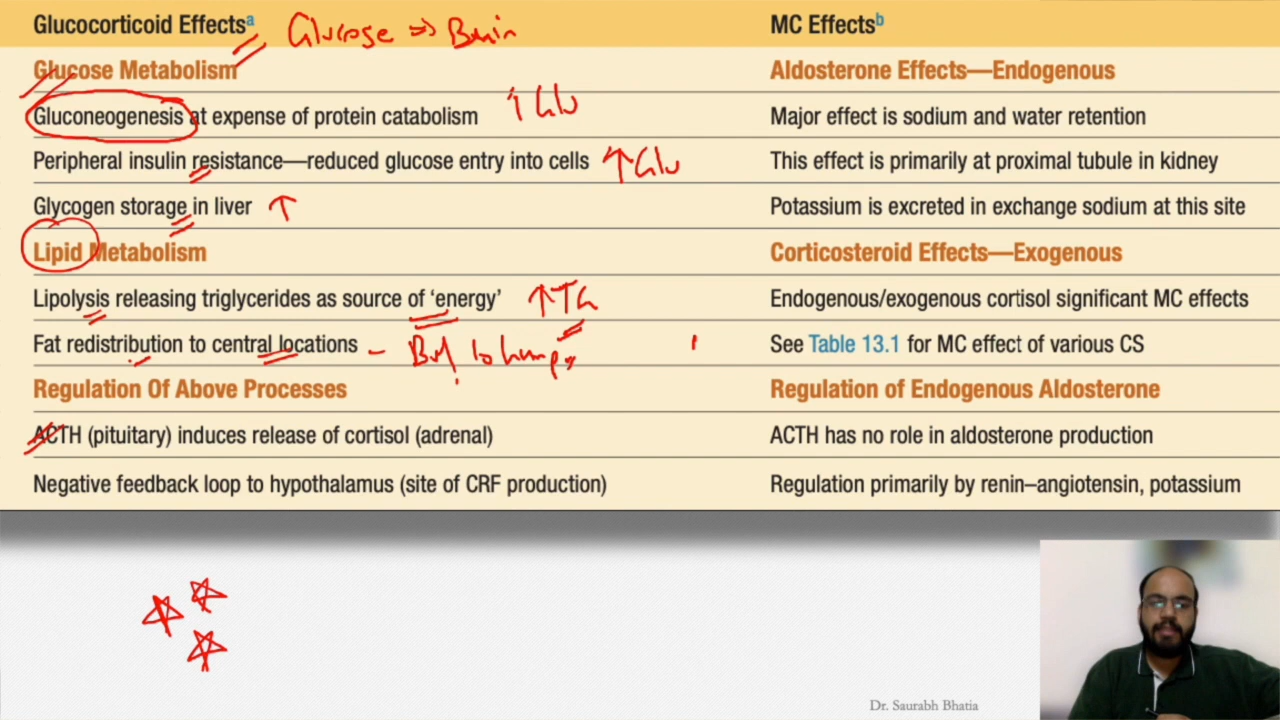 Glucocorticoid Effectsa
Glucose ⇒ Brain
MC Effectsb
Glucose Metabolism
Aldosterone Effects—Endogenous
Gluconeogenesis at expense of protein catabolism
↑ Glu
Major effect is sodium and water retention
Peripheral insulin resistance—reduced glucose entry into cells
↑ Glu
This effect is primarily at proximal tubule in kidney
Glycogen storage in liver
↑
Potassium is excreted in exchange sodium at this site
Lipid Metabolism
Corticosteroid Effects—Exogenous
Lipolysis releasing triglycerides as source of ‘energy’
↑ TG
Endogenous/exogenous cortisol significant MC effects
Fat redistribution to central locations
See Table 13.1 for MC effect of various CS
Regulation Of Above Processes
Regulation of Endogenous Aldosterone
ACTH (pituitary) induces release of cortisol (adrenal)
ACTH has no role in aldosterone production
Negative feedback loop to hypothalamus (site of CRF production)
Regulation primarily by renin–angiotensin, potassium
Dr. Saurabh Bhatia